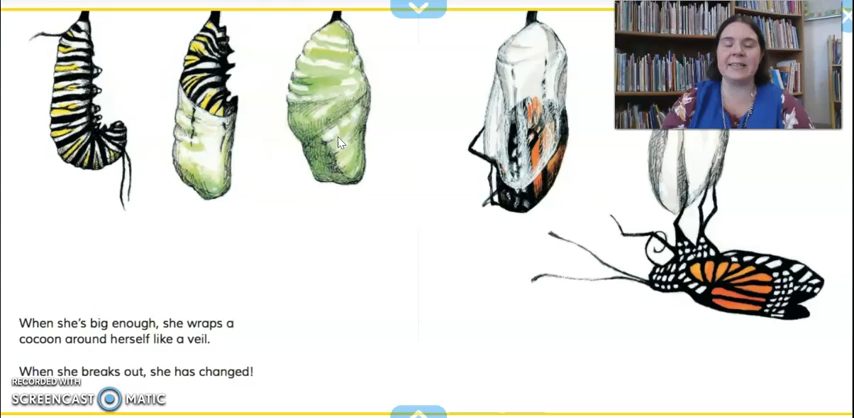 When she's big enough, she wraps a
cocoon around herself like a veil.
When she breaks out, she has changed!
RECORDED WITH
SCREENCAST MATIC